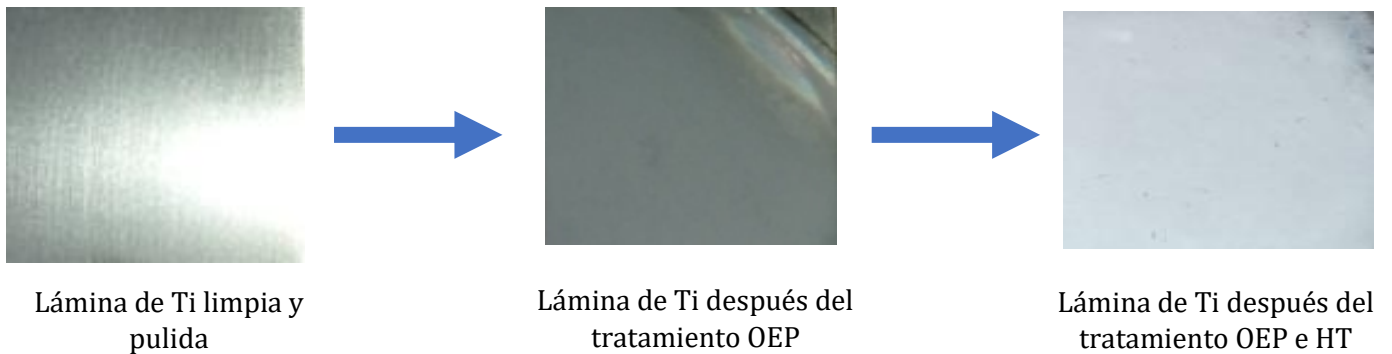 Lámina de Ti limpia y
pulida
Lámina de Ti después del
tratamiento OEP
Lámina de Ti después del
tratamiento OEP e HT